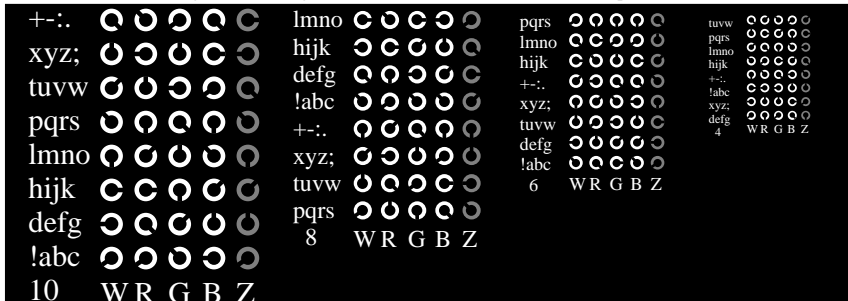 +-:.
xyz;
tuvw
pqrs
lmno
hijk
defg
!abc
10 W R G B Z
lmno
hijk
defg
!abc
+-:.
xyz;
tuvw
pqrs
8 W R G B Z
pqrs
lmno
hijk
+-:.
xyz;
tuvw
defg
!abc
6 W R G B Z
tuvw
pqrs
lmno
hijk
+-:.
!abc
xyz;
defg
4 W R G B Z